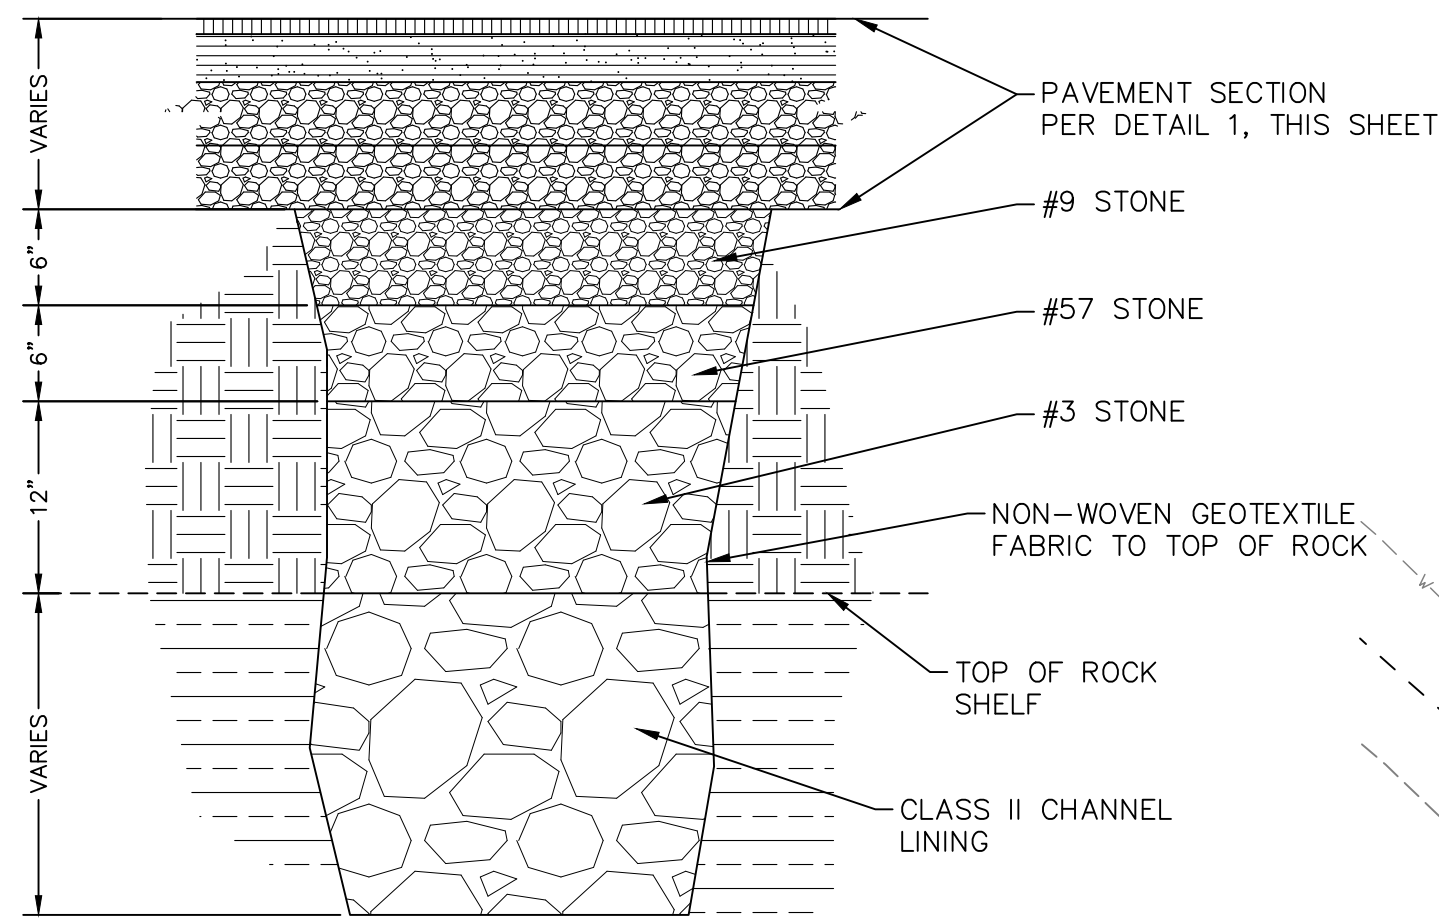 VARIES
PAVEMENT SECTION
PER DETAIL 1, THIS SHEET
6"
#9 STONE
6"
#57 STONE
12"
#3 STONE
NON-WOVEN GEOTEXTILE
FABRIC TO TOP OF ROCK
W
TOP OF ROCK
SHELF
VARIES
CLASS II CHANNEL
LINING